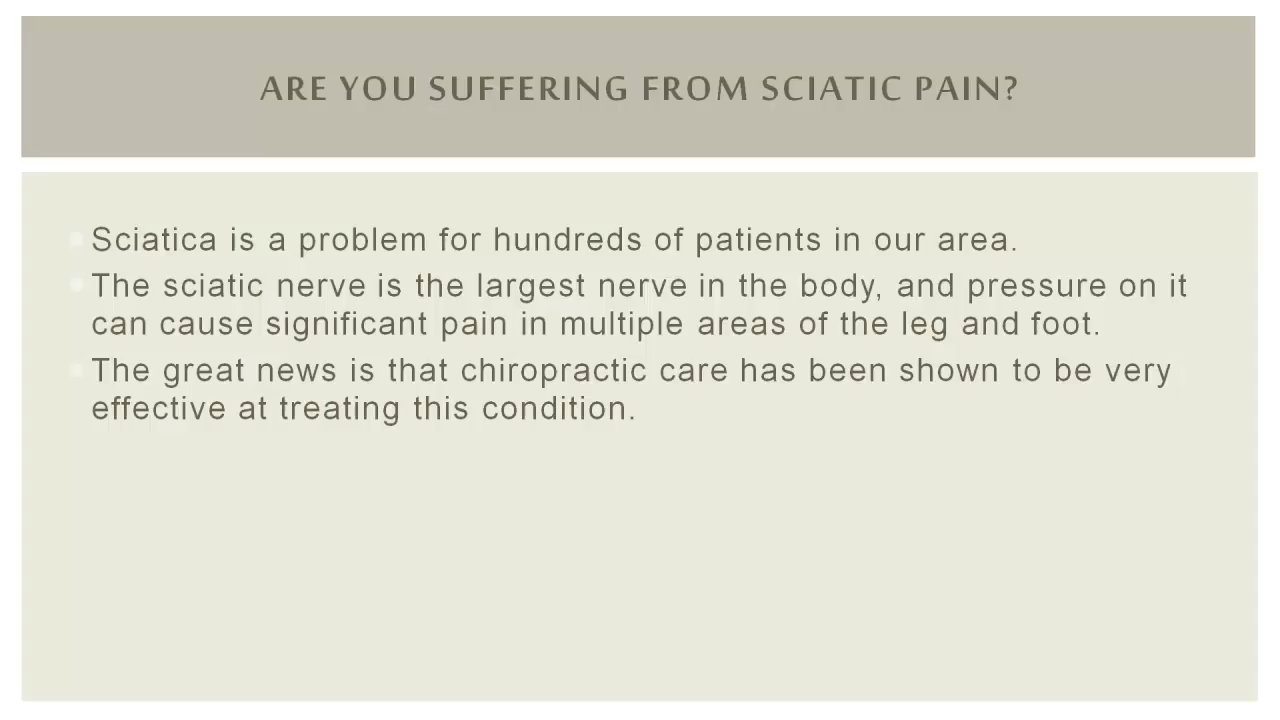 ARE YOU SUFFERING FROM SCIATIC PAIN?
Sciatica is a problem for hundreds of patients in our area.
The sciatic nerve is the largest nerve in the body, and pressure on it
can cause significant pain in multiple areas of the leg and foot.
The great news is that chiropractic care has been shown to be very
effective at treating this condition.